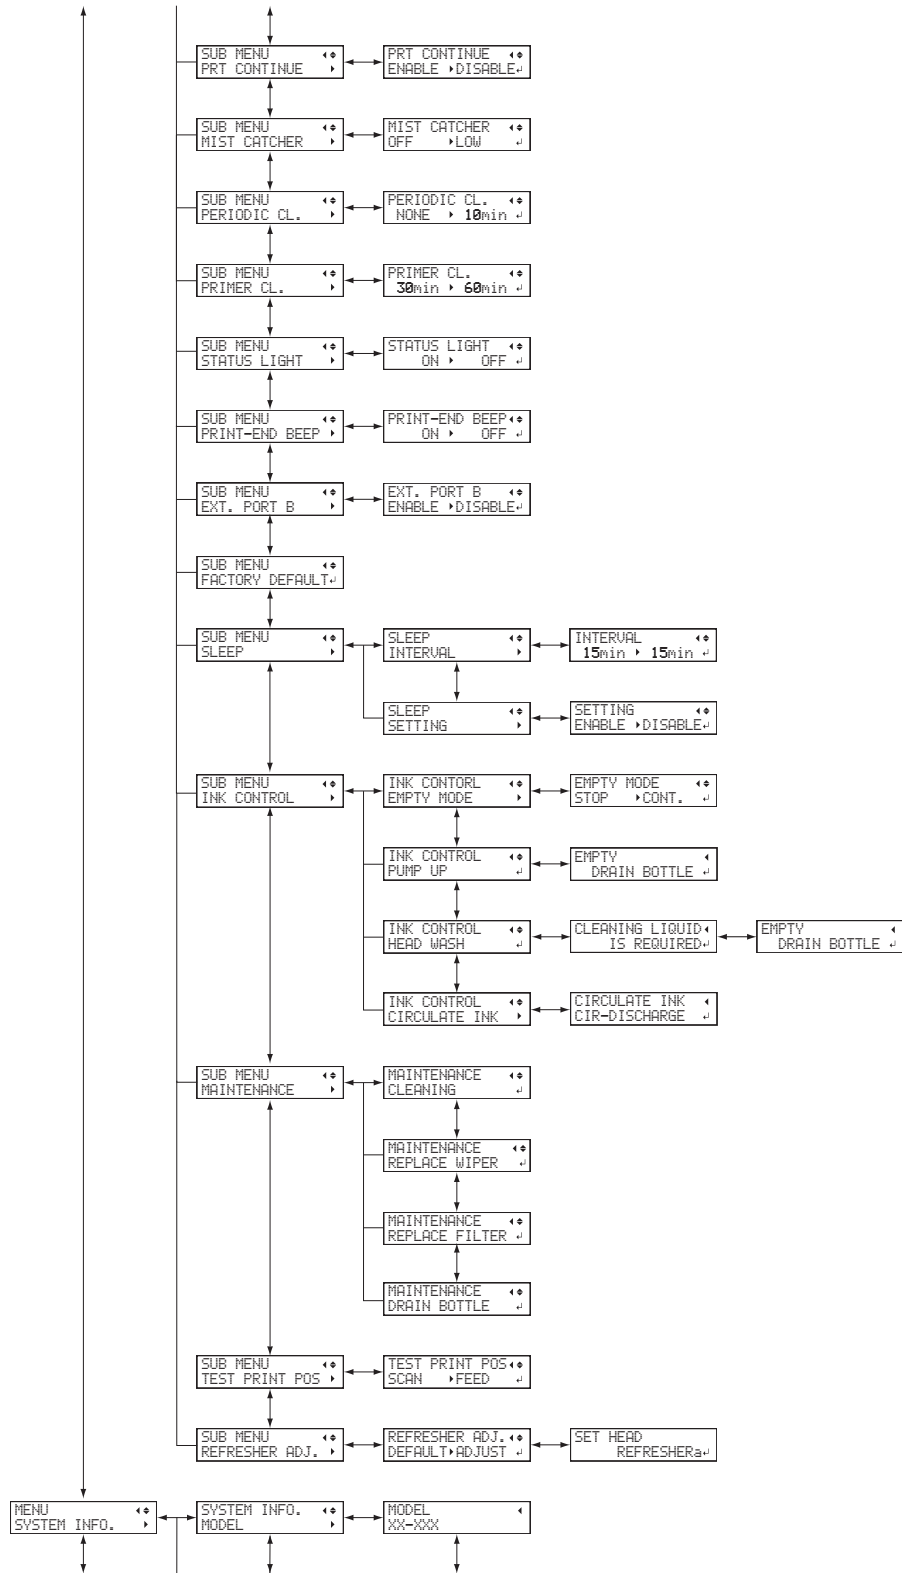 SUB MENU
PRT CONTINUE
PRT CONTINUE
ENABLE DISABLE
SUB MENU
MIST CATCHER
MIST CATCHER
OFF LOW
SUB MENU
PERIODIC CL.
PERIODIC CL.
NONE 10min
SUB MENU
PRIMER CL.
PRIMER CL.
30min 60min
SUB MENU
STATUS LIGHT
STATUS LIGHT
ON OFF
SUB MENU
PRINT-END BEEP
PRINT-END BEEP
ON OFF
SUB MENU
EXT. PORT B
EXT. PORT B
ENABLE DISABLE
SUB MENU
FACTORY DEFAULT
SUB MENU
SLEEP
SLEEP
INTERVAL
INTERVAL
15min 15min
SLEEP
SETTING
SETTING
ENABLE DISABLE
SUB MENU
INK CONTROL
INK CONTORL
EMPTY MODE
EMPTY MODE
STOP CONT.
INK CONTROL
PUMP UP
EMPTY
DRAIN BOTTLE
INK CONTROL
HEAD WASH
CLEANING LIQUID
IS REQUIRED
EMPTY
DRAIN BOTTLE
INK CONTROL
CIRCULATE INK
CIRCULATE INK
CIR-DISCHARGE
SUB MENU
MAINTENANCE
MAINTENANCE
CLEANING
MAINTENANCE
REPLACE WIPER
MAINTENANCE
REPLACE FILTER
MAINTENANCE
DRAIN BOTTLE
SUB MENU
TEST PRINT POS
TEST PRINT POS
SCAN FEED
SUB MENU
REFRESHER ADJ.
REFRESHER ADJ.
DEFAULT ADJUST
SET HEAD
REFRESHERa
MENU
SYSTEM INFO.
SYSTEM INFO.
MODEL
MODEL
XX-XXX